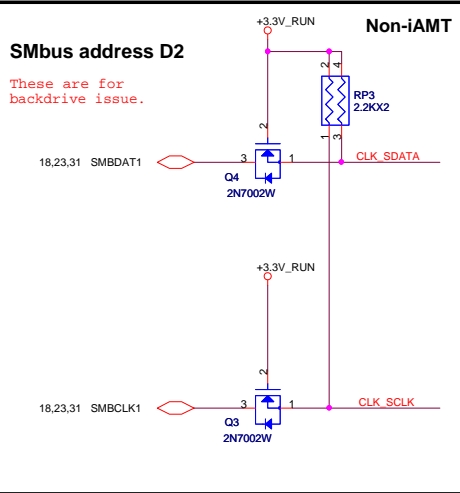 +3.3V_RUN
Non-iAMT
SMbus address D2
These are for
backdrive issue.
2
4
RP3
2.2KX2
2
1
3
18,23,31 SMBDAT1
3
1
CLK_SDATA
Q4
2N7002W
+3.3V_RUN
2
18,23,31 SMBCLK1
3
1
CLK_SCLK
Q3
2N7002W